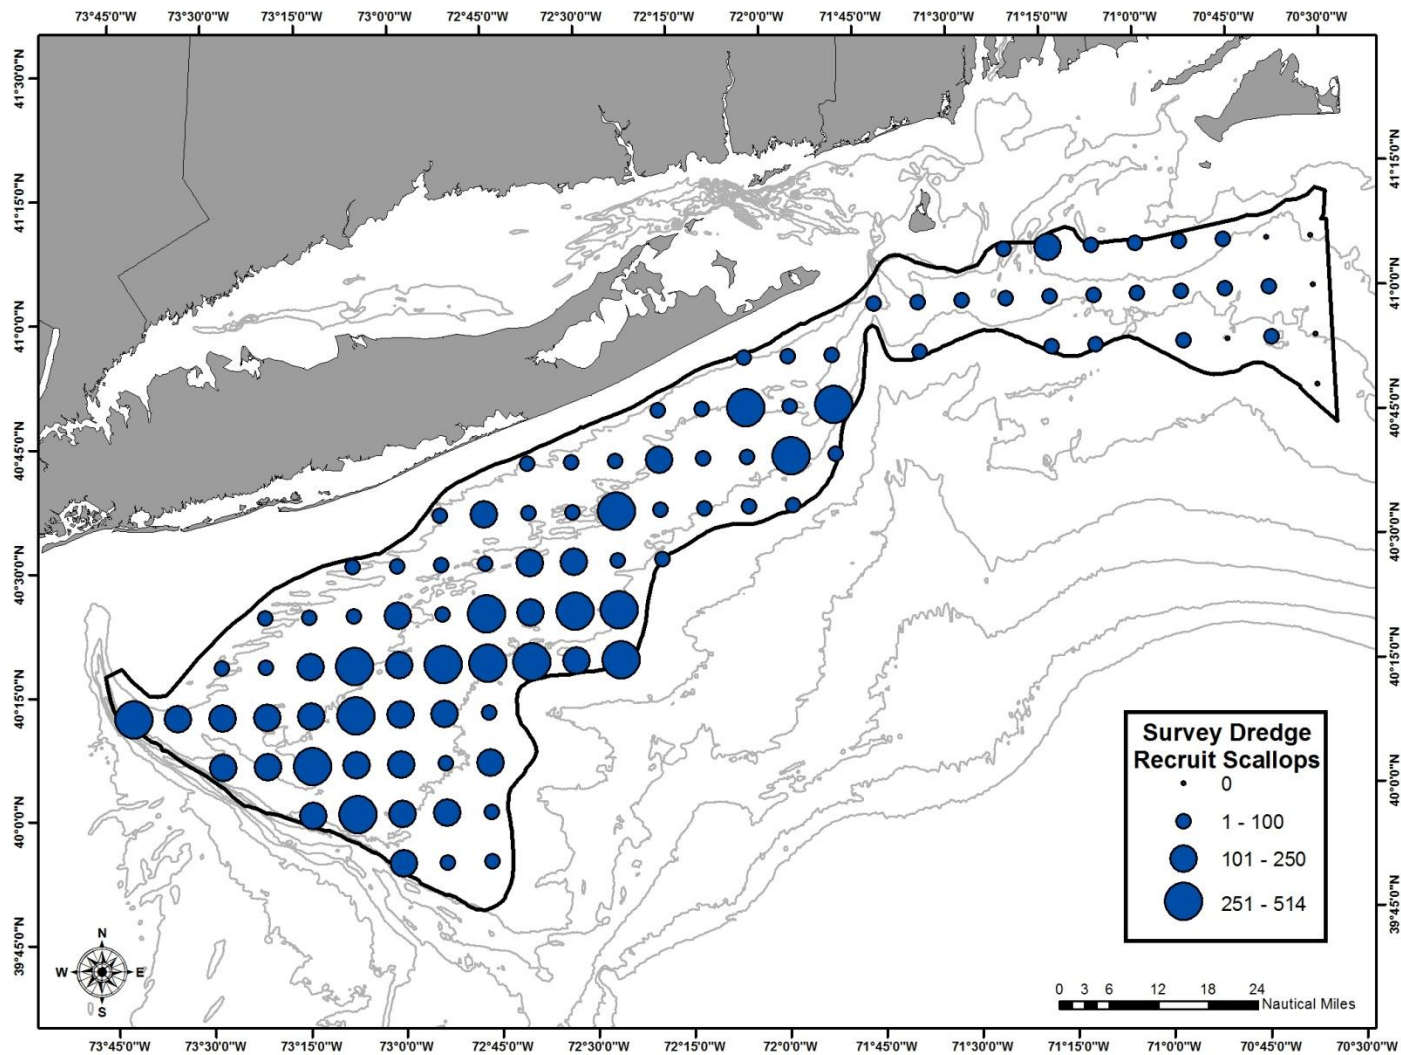 73°45'0"W 73°30'0"W 73°15'0"W 73°0'0"W 72°45'0"W 72°30'0"W 72°15'0"W 72°0'0"W 71°45'0"W 71°30'0"W 71°15'0"W 71°0'0"W 70°45'0"W 70°30'0"W
41°30'0"N
41°15'0"N
41°15'0"N
41°0'0"N
41°0'0"N
40°45'0"N
40°45'0"N
40°30'0"N
40°30'0"N
40°15'0"N
40°15'0"N
40°0'0"N
40°0'0"N
39°45'0"N
39°45'0"N
Survey Dredge
Recruit Scallops
0
1 - 100
101 - 250
251 - 514
N
W E
S
0 3 6 12 18 24
Nautical Miles
73°45'0"W 73°30'0"W 73°15'0"W 73°0'0"W 72°45'0"W 72°30'0"W 72°15'0"W 72°0'0"W 71°45'0"W 71°30'0"W 71°15'0"W 71°0'0"W 70°45'0"W 70°30'0"W